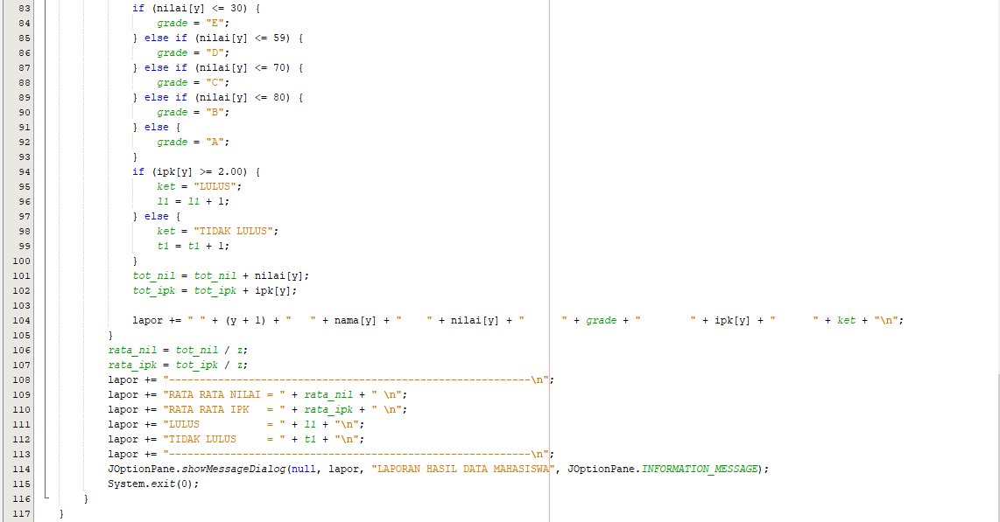 83 if (nilai[y] <= 30) {
84 grade = "E";
85 } else if (nilai[y] <= 59) {
86 grade = "D";
87 } else if (nilai[y] <= 70) {
88 grade = "C";
89 } else if (nilai[y] <= 80) {
90 grade = "B";
91 } else {
92 grade = "A";
93 }
94 if (ipk[y] >= 2.00) {
95 ket = "LULUS";
96 l1 = l1 + 1;
97 } else {
98 ket = "TIDAK LULUS";
99 t1 = t1 + 1;
100 }
101 tot_nil = tot_nil + nilai[y];
102 tot_ipk = tot_ipk + ipk[y];
103
104 lapor += " " + (y + 1) + "   " + nama[y] + "    " + nilai[y] + "      " + grade + "        " + ipk[y] + "      " + ket + "\n";
105 }
106 rata_nil = tot_nil / z;
107 rata_ipk = tot_ipk / z;
108 lapor += "-----------------------------------------------------------\n";
109 lapor += "RATA RATA NILAI = " + rata_nil + " \n";
110 lapor += "RATA RATA IPK   = " + rata_ipk + " \n";
111 lapor += "LULUS           = " + l1 + "\n";
112 lapor += "TIDAK LULUS     = " + t1 + "\n";
113 lapor += "-----------------------------------------------------------\n";
114 JOptionPane.showMessageDialog(null, lapor, "LAPORAN HASIL DATA MAHASISWA", JOptionPane.INFORMATION_MESSAGE);
115 System.exit(0);
116 }
117 }